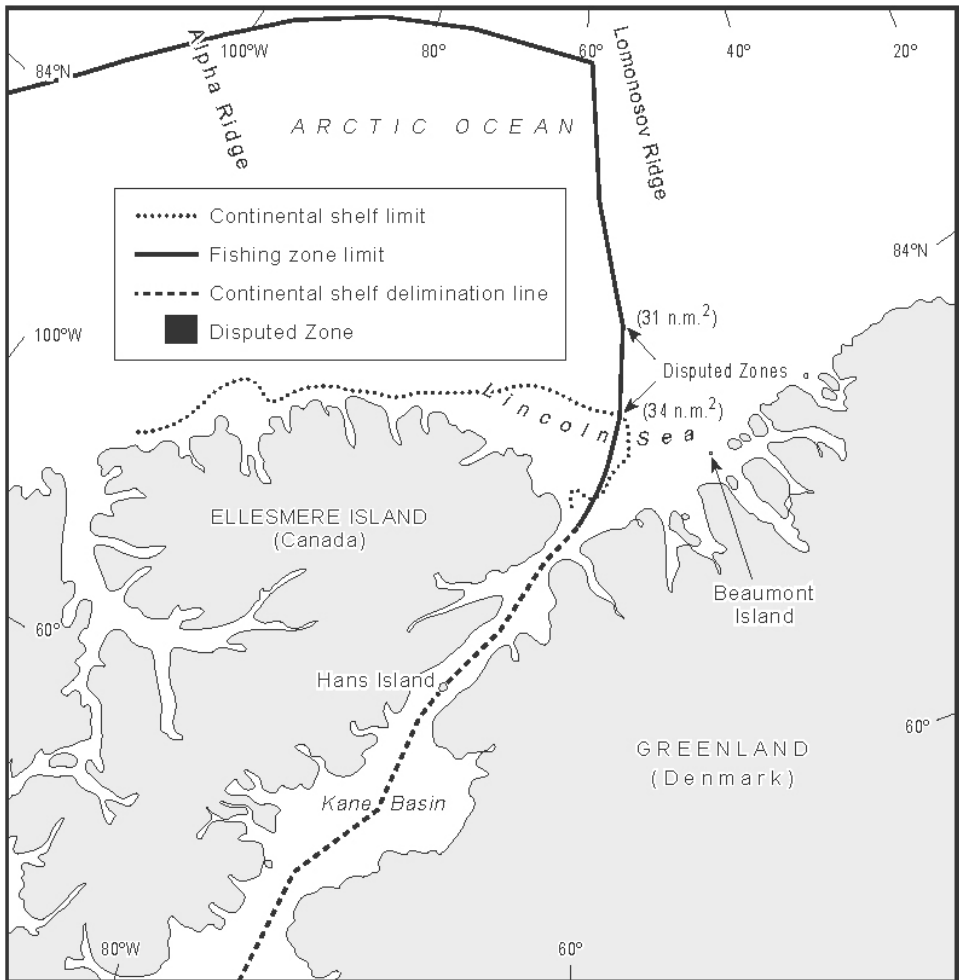 100°W
80°
60°
40°
20°
84°N
Alpha Ridge
Lomonosov Ridge
ARCTIC OCEAN
Continental shelf limit
Fishing zone limit
Continental shelf delimination line
Disputed Zone
84°N
100°W
(31 n.m.²)
Disputed Zones
(34 n.m.²)
Lincoln Sea
ELLESMERE ISLAND
(Canada)
Beaumont
Island
60°
Hans Island
60°
GREENLAND
(Denmark)
Kane Basin
80°W
60°